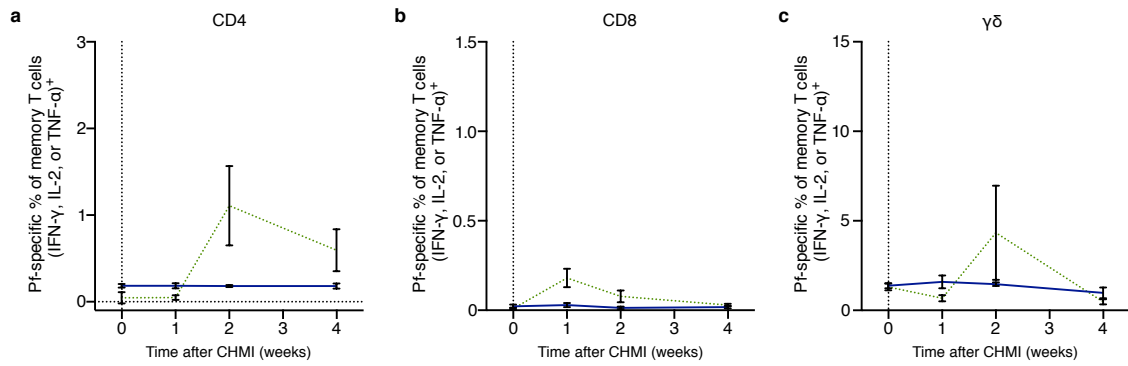 a
CD4
Pf-specific % of memory T cells
(IFN-γ, IL-2, or TNF-α)+
3
2
1
0
0 1 2 3 4
Time after CHMI (weeks)
b
CD8
Pf-specific % of memory T cells
(IFN-γ, IL-2, or TNF-α)+
1.5
1.0
0.5
0
0 1 2 3 4
Time after CHMI (weeks)
c
γδ
Pf-specific % of memory T cells
(IFN-γ, IL-2, or TNF-α)+
15
10
5
0
0 1 2 3 4
Time after CHMI (weeks)